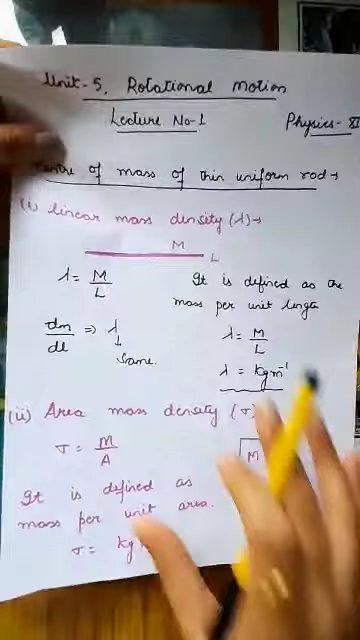 Unit-5. Rotational Motion
Lecture No-1
Physics-XI
Centre of mass of thin uniform rod→
(i) linear mass density (λ)→
M
L
λ = M/L
It is defined as the
mass per unit length
dm/dl ⇒ λ
↓
Same.
λ = M/L
λ = kgm⁻¹
(ii) Area mass density (σ)
σ = M/A
M
It is defined as
mass per unit area.
σ = kg